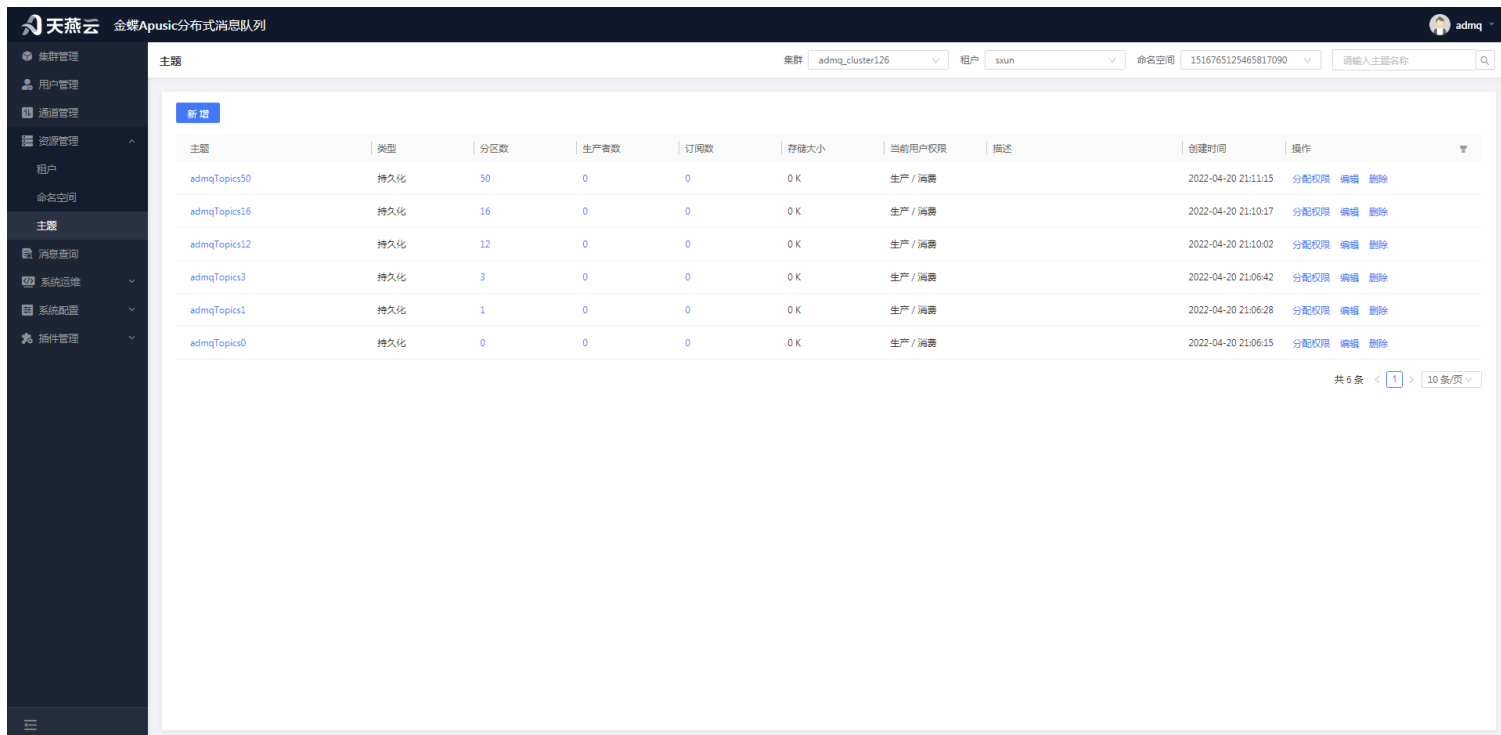 天燕云 金蝶Apusic分布式消息队列 admq
集群管理
用户管理
通道管理
资源管理
租户
命名空间
主题
消息查询
系统运维
系统配置
插件管理
主题 集群 admq_cluster126 租户 sxun 命名空间 1516765125465817090 请输入主题名称
新增
主题 类型 分区数 生产者数 订阅数 存储大小 当前用户权限 描述 创建时间 操作
admqTopics50 持久化 50 0 0 0 K 生产 / 消费 2022-04-20 21:11:15 分配权限 编辑 删除
admqTopics16 持久化 16 0 0 0 K 生产 / 消费 2022-04-20 21:10:17 分配权限 编辑 删除
admqTopics12 持久化 12 0 0 0 K 生产 / 消费 2022-04-20 21:10:02 分配权限 编辑 删除
admqTopics3 持久化 3 0 0 0 K 生产 / 消费 2022-04-20 21:06:42 分配权限 编辑 删除
admqTopics1 持久化 1 0 0 0 K 生产 / 消费 2022-04-20 21:06:28 分配权限 编辑 删除
admqTopics0 持久化 0 0 0 0 K 生产 / 消费 2022-04-20 21:06:15 分配权限 编辑 删除
共 6 条 < 1 > 10 条/页